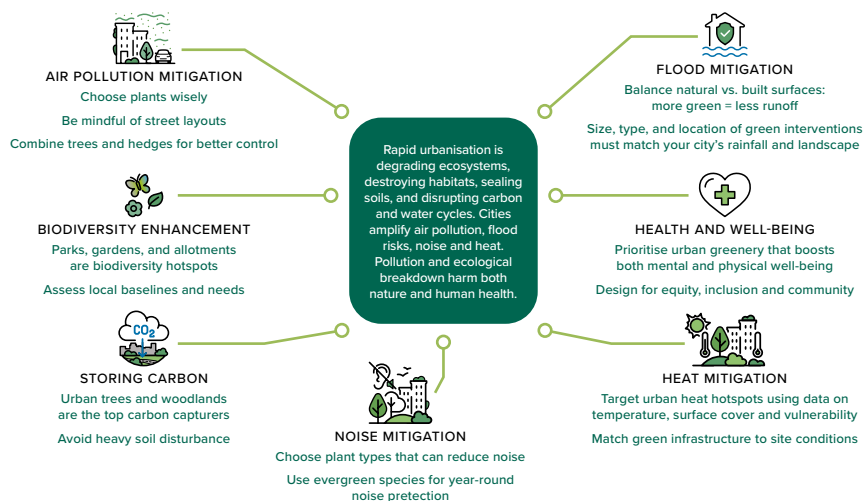 AIR POLLUTION MITIGATION
Choose plants wisely
Be mindful of street layouts
Combine trees and hedges for better control
BIODIVERSITY ENHANCEMENT
Parks, gardens, and allotments
are biodiversity hotspots
Assess local baselines and needs
CO2
STORING CARBON
Urban trees and woodlands
are the top carbon capturers
Avoid heavy soil disturbance
Rapid urbanisation is
degrading ecosystems,
destroying habitats, sealing
soils, and disrupting carbon
and water cycles. Cities
amplify air pollution, flood
risks, noise and heat.
Pollution and ecological
breakdown harm both
nature and human health.
NOISE MITIGATION
Choose plant types that can reduce noise
Use evergreen species for year-round
noise pretection
FLOOD MITIGATION
Balance natural vs. built surfaces:
more green = less runoff
Size, type, and location of green interventions
must match your city's rainfall and landscape
HEALTH AND WELL-BEING
Prioritise urban greenery that boosts
both mental and physical well-being
Design for equity, inclusion and community
HEAT MITIGATION
Target urban heat hotspots using data on
temperature, surface cover and vulnerability
Match green infrastructure to site conditions